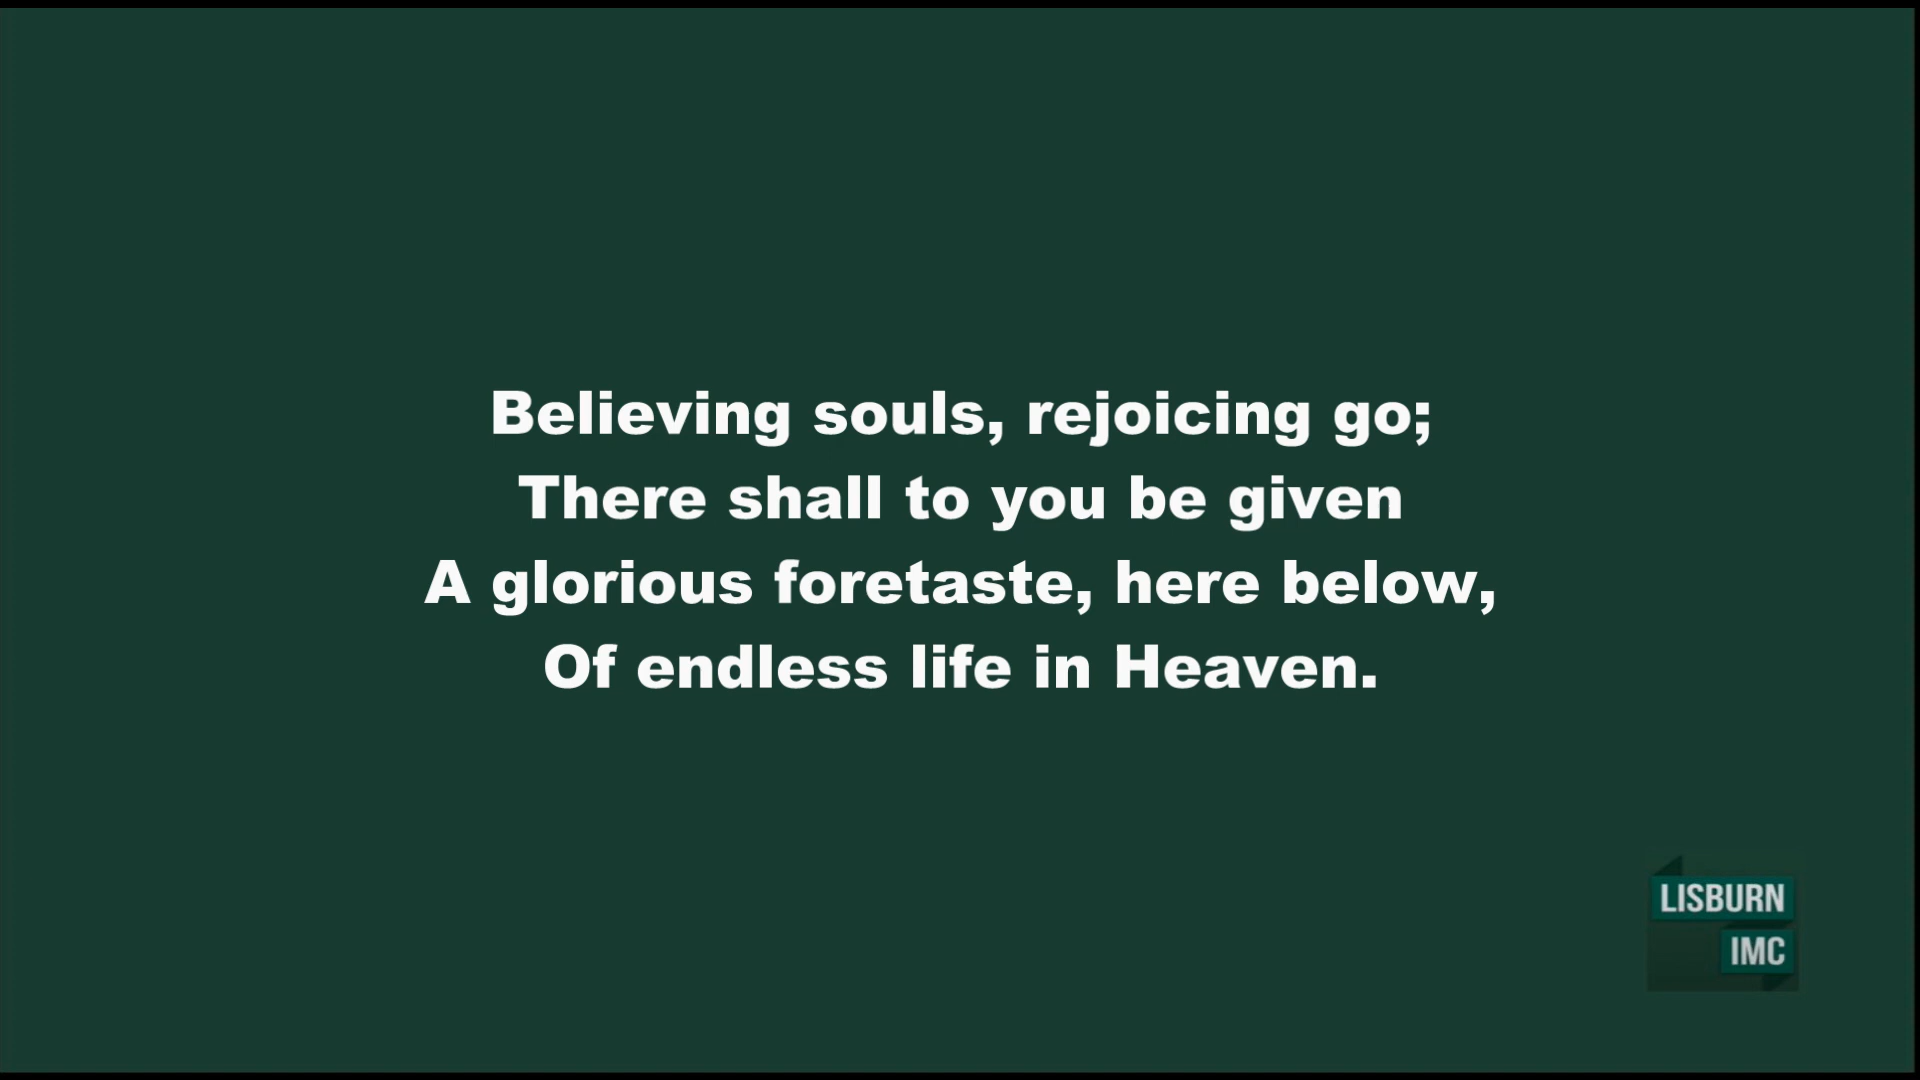 Believing souls, rejoicing go;
There shall to you be given
A glorious foretaste, here below,
Of endless life in Heaven.
LISBURN
IMC